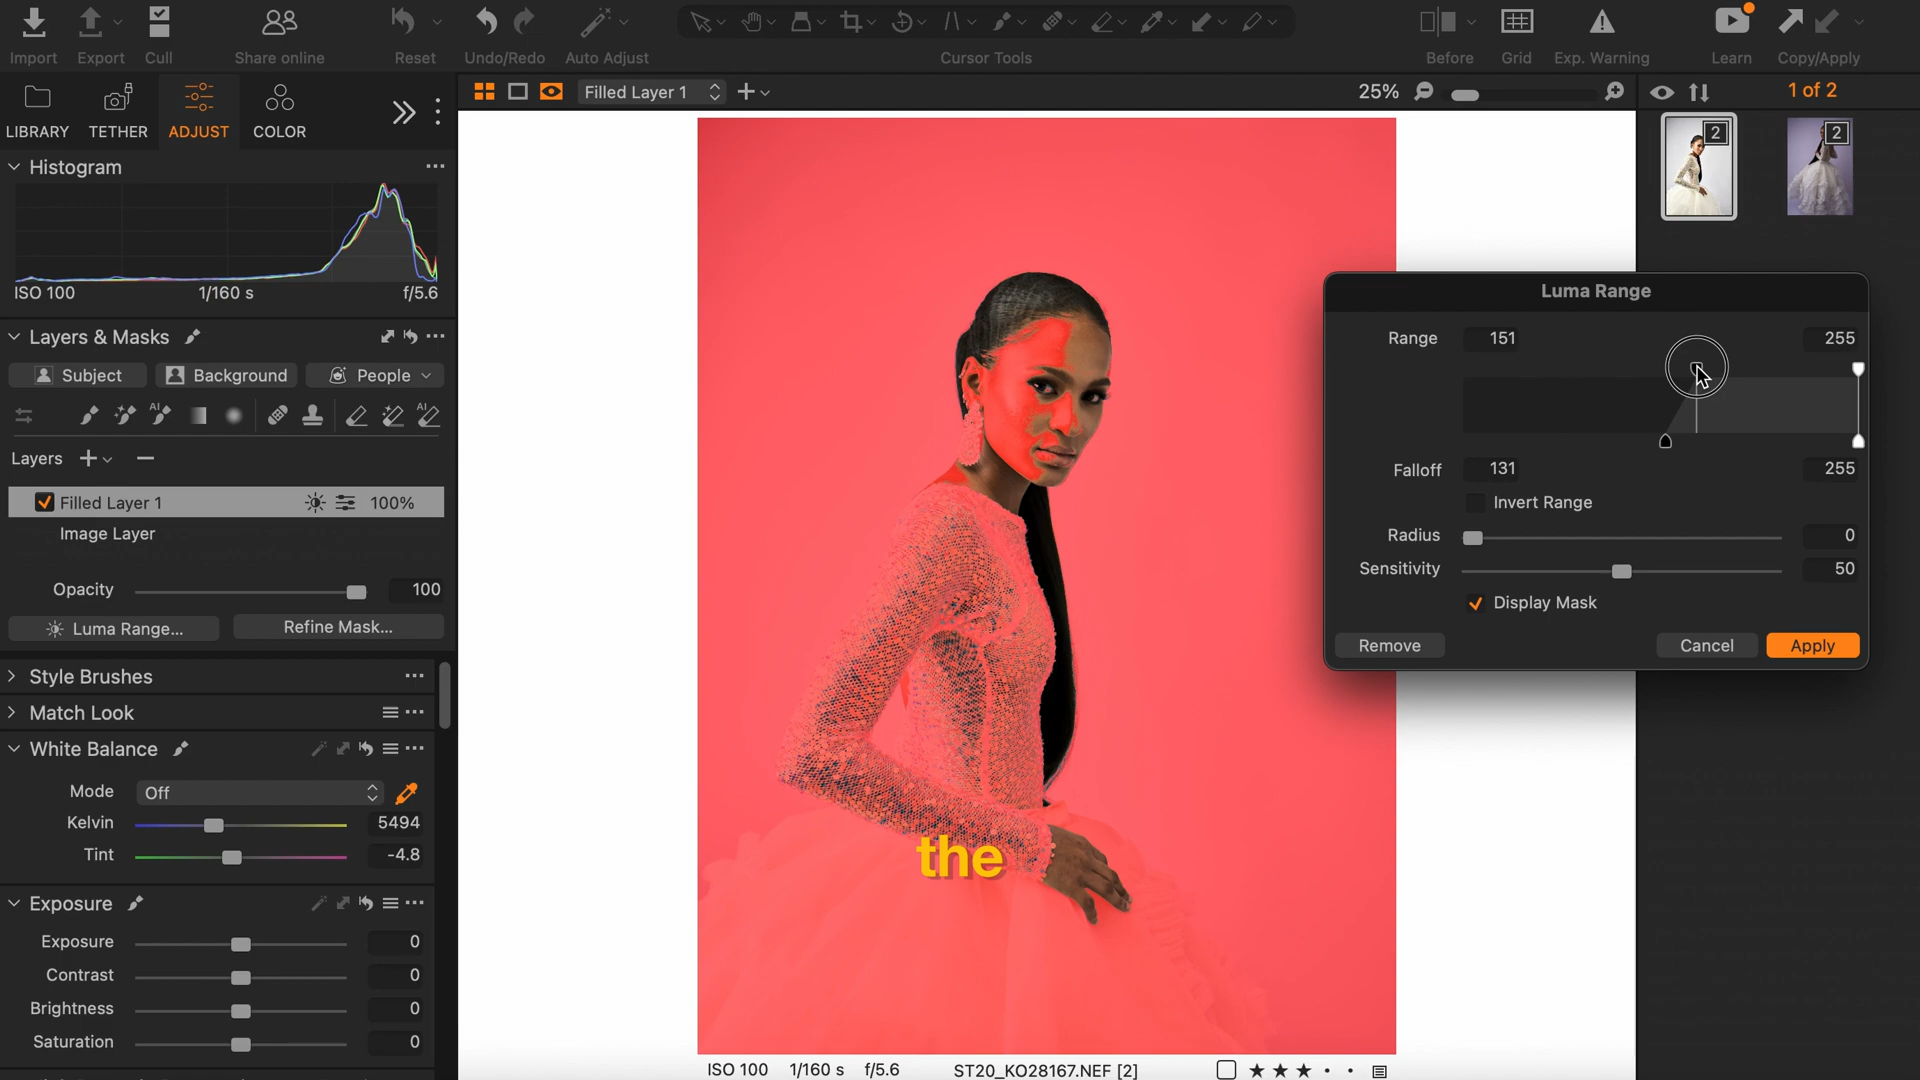 Import
Export
Cull
Share online
Reset
Undo/Redo
Auto Adjust
Cursor Tools
Before
Grid
Exp. Warning
Learn
Copy/Apply
LIBRARY
TETHER
ADJUST
COLOR
Filled Layer 1
25%
1 of 2
Histogram
ISO 100
1/160 s
f/5.6
Layers & Masks
Subject
Background
People
AI
AI
Layers
Filled Layer 1
100%
Image Layer
Opacity
100
Luma Range...
Refine Mask...
Style Brushes
Match Look
White Balance
Mode
Off
Kelvin
5494
Tint
-4.8
Exposure
Exposure
0
Contrast
0
Brightness
0
Saturation
0
the
ISO 100
1/160 s
f/5.6
ST20_KO28167.NEF [2]
2
2
Luma Range
Range
151
255
Falloff
131
255
Invert Range
Radius
0
Sensitivity
50
Display Mask
Remove
Cancel
Apply